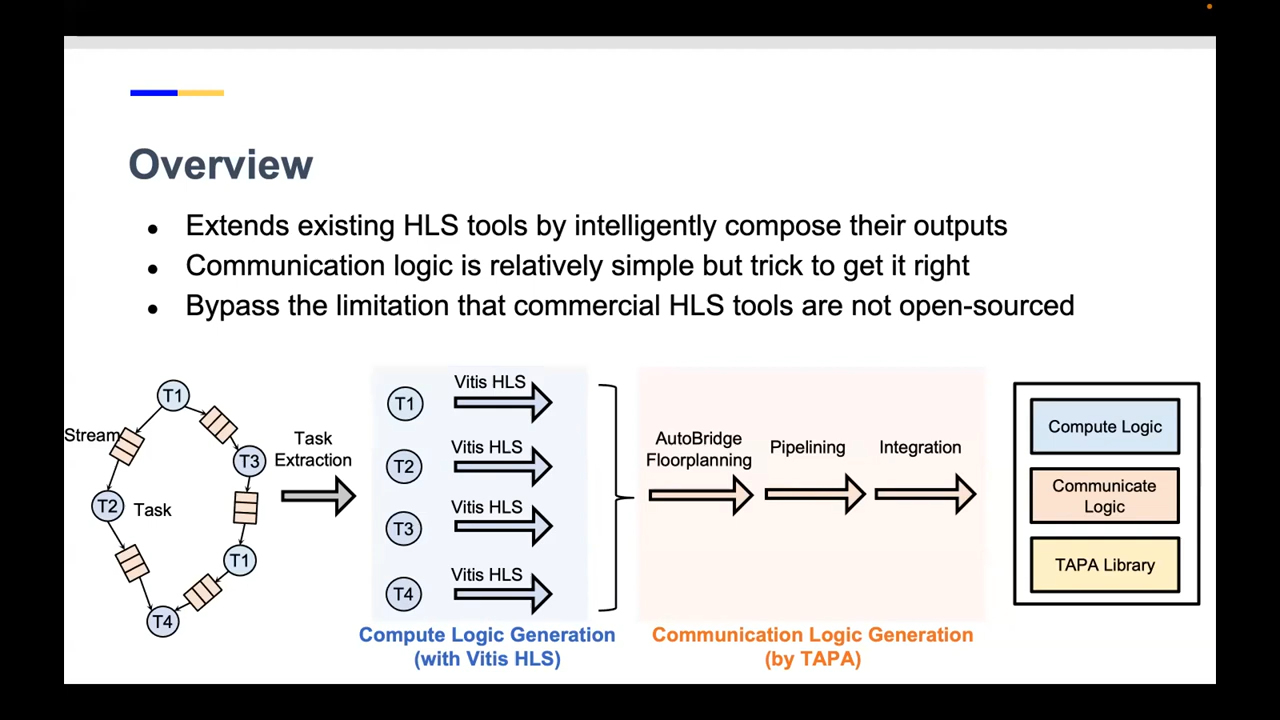 Overview
Extends existing HLS tools by intelligently compose their outputs
Communication logic is relatively simple but trick to get it right
Bypass the limitation that commercial HLS tools are not open-sourced
T1
Stream
T3
T2
Task
T1
T4
Task
Extraction
T1
Vitis HLS
T2
Vitis HLS
T3
Vitis HLS
T4
Vitis HLS
Compute Logic Generation
(with Vitis HLS)
AutoBridge
Floorplanning
Pipelining
Integration
Communication Logic Generation
(by TAPA)
Compute Logic
Communicate
Logic
TAPA Library